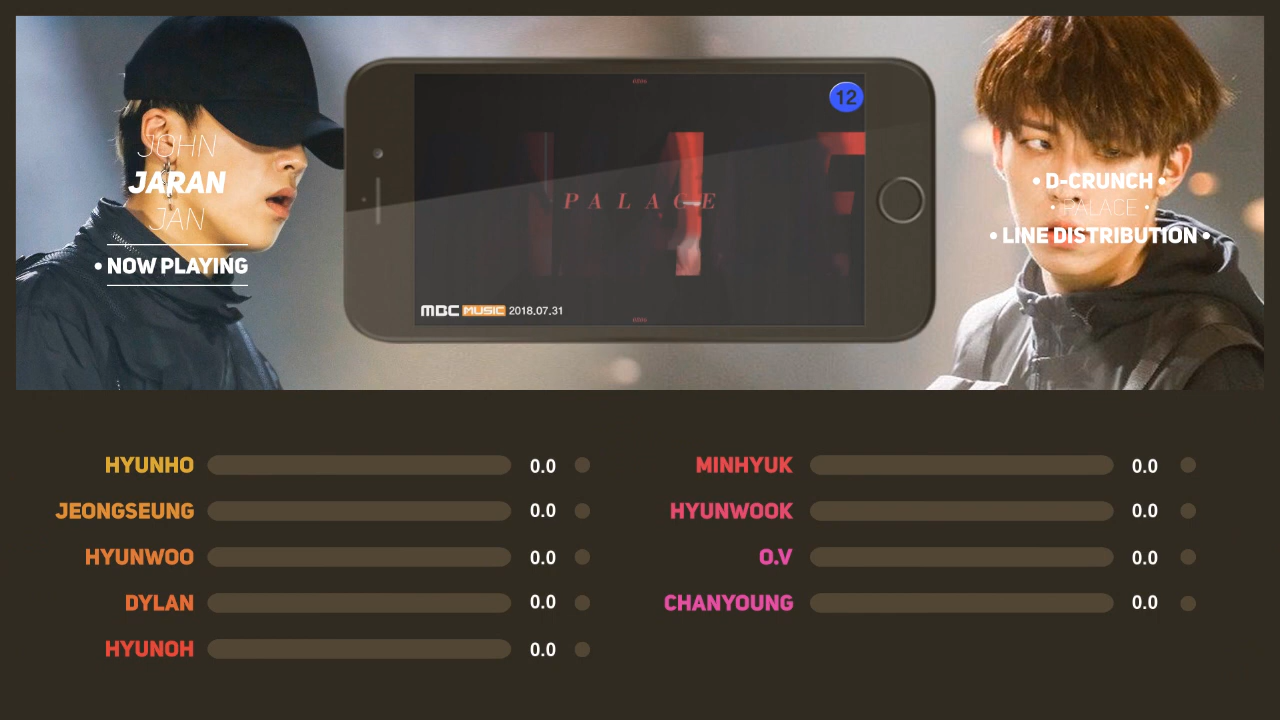 JOHN
JARAN
JAN
• NOW PLAYING
12
PALACE
MBC MUSIC 2018.07.31
• D-CRUNCH •
• PALACE •
• LINE DISTRIBUTION •
HYUNHO 0.0
JEONGSEUNG 0.0
HYUNWOO 0.0
DYLAN 0.0
HYUNOH 0.0
MINHYUK 0.0
HYUNWOOK 0.0
O.V 0.0
CHANYOUNG 0.0